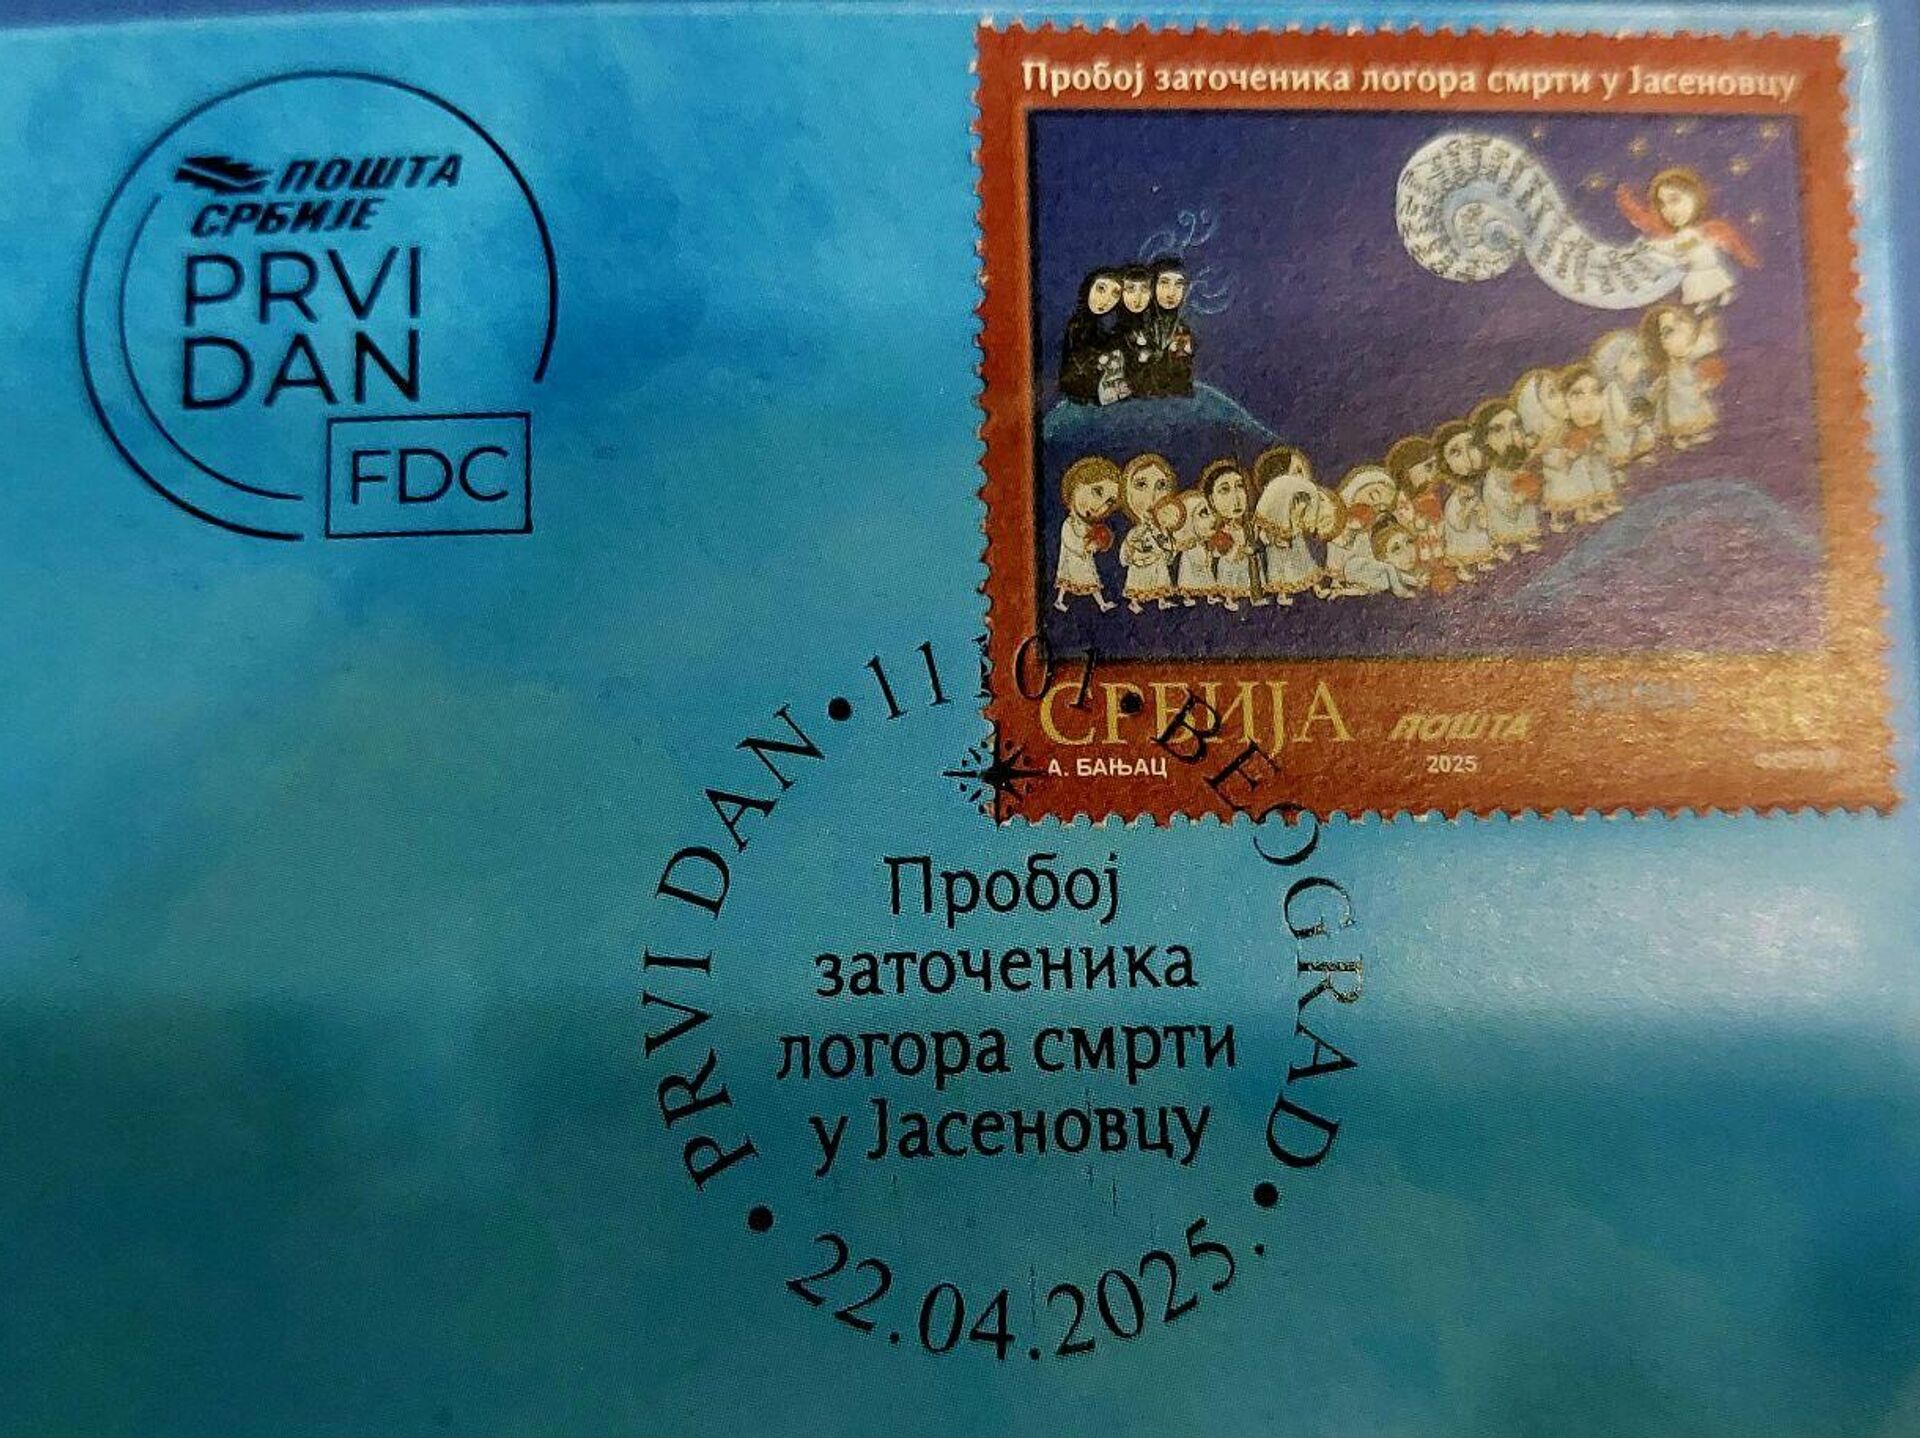 ПОШТА
СРБИЈЕ
PRVI
DAN
FDC
Пробој заточеника логора смрти у Јасеновцу
СРБИЈА ПОШТА
А. БАЊАЦ 2025
PRVI DAN • 11101 • BEOGRAD •
Пробој
заточеника
логора смрти
у Јасеновцу
22.04.2025.